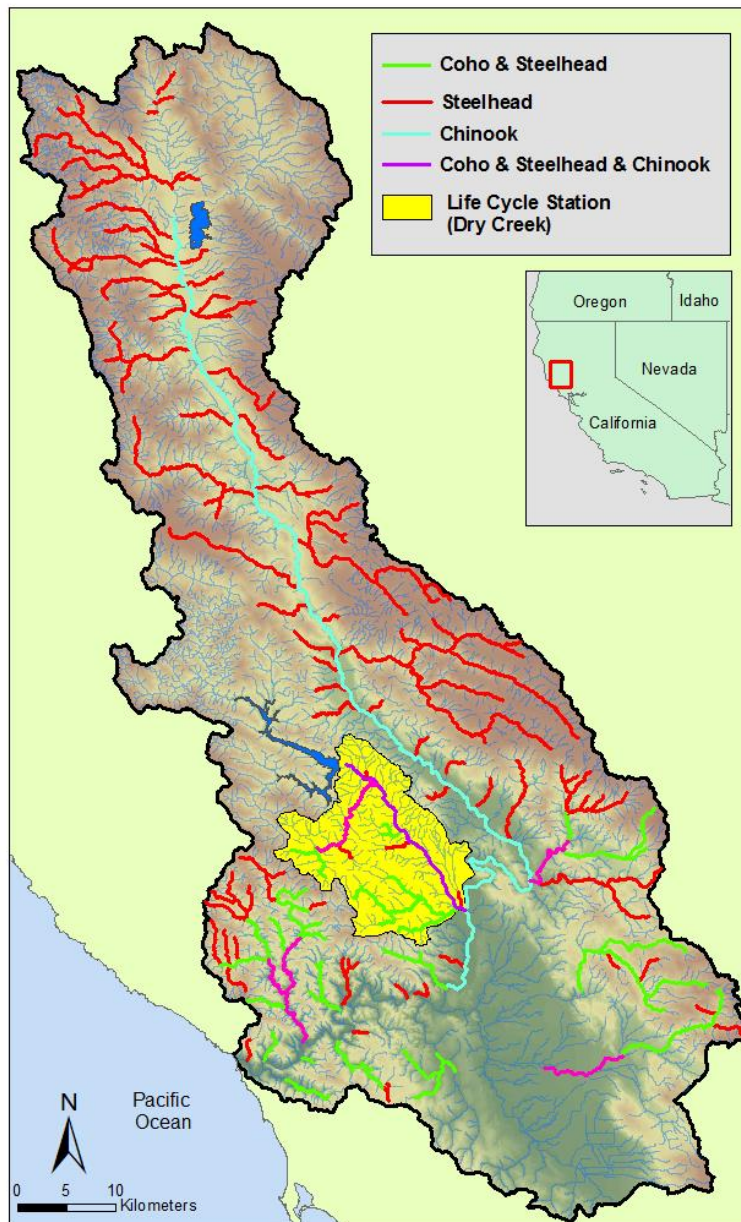 Coho & Steelhead
Steelhead
Chinook
Coho & Steelhead & Chinook
Life Cycle Station
(Dry Creek)
Oregon
Idaho
Nevada
California
Pacific
Ocean
N
0 5 10
Kilometers